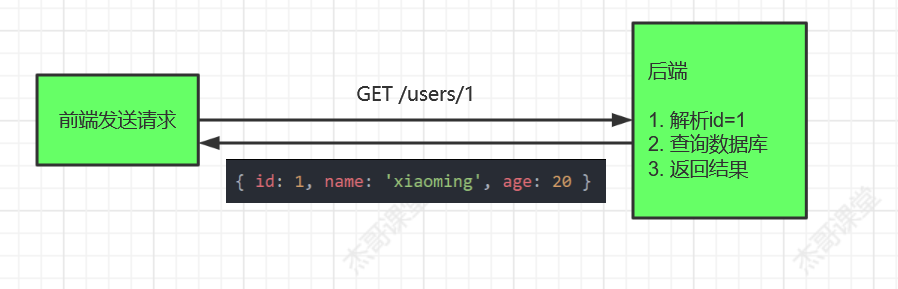 前端发送请求
GET /users/1
{ id: 1, name: 'xiaoming', age: 20 }
后端
1. 解析id=1
2. 查询数据库
3. 返回结果
杰哥课堂
杰哥课堂